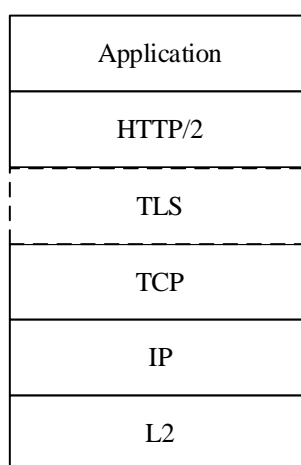 Application
HTTP/2
TLS
TCP
IP
L2